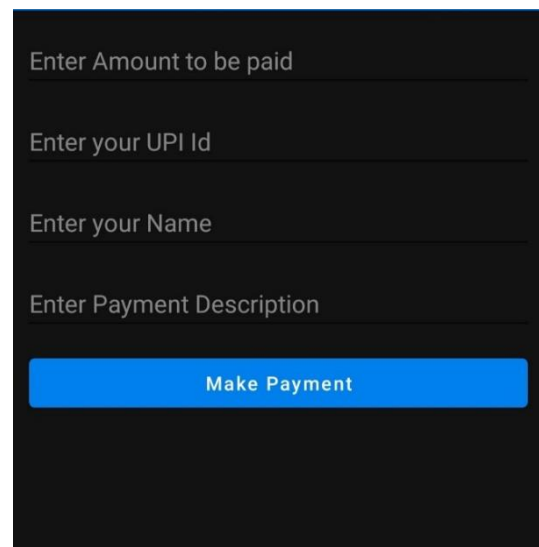 Enter Amount to be paid
Enter your UPI Id
Enter your Name
Enter Payment Description
Make Payment